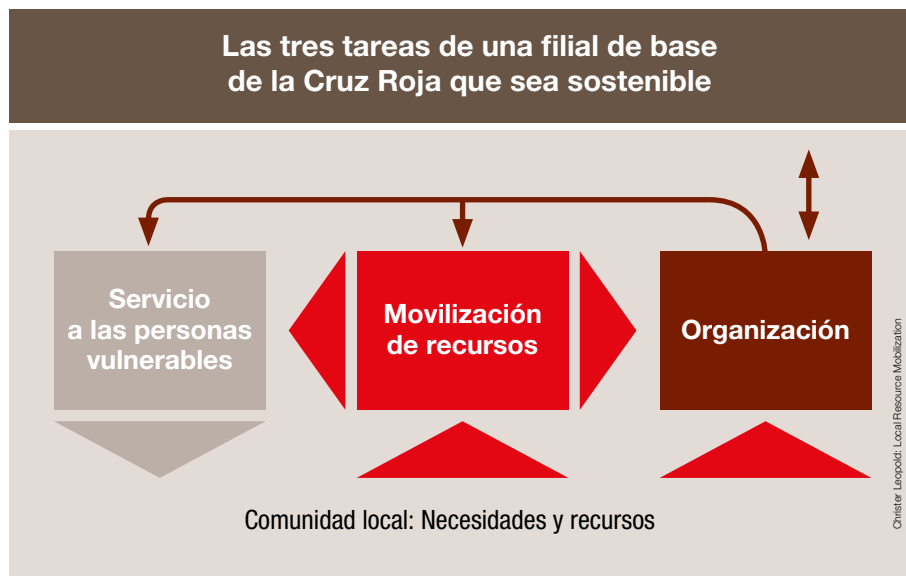 Las tres tareas de una filial de base
de la Cruz Roja que sea sostenible
Servicio
a las personas
vulnerables
Movilización
de recursos
Organización
Comunidad local: Necesidades y recursos
Christer Leopold: Local Resource Mobilization